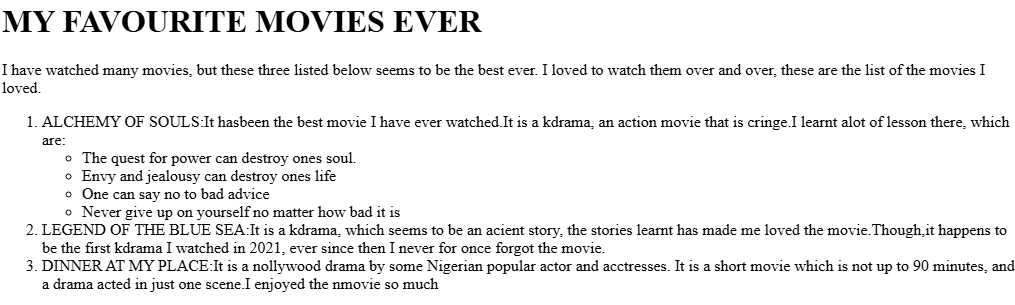 MY FAVOURITE MOVIES EVER
I have watched many movies, but these three listed below seems to be the best ever. I loved to watch them over and over, these are the list of the movies I
loved.
1. ALCHEMY OF SOULS:It hasbeen the best movie I have ever watched.It is a kdrama, an action movie that is cringe.I learnt alot of lesson there, which
are:
The quest for power can destroy ones soul.
Envy and jealousy can destroy ones life
One can say no to bad advice
Never give up on yourself no matter how bad it is
2. LEGEND OF THE BLUE SEA:It is a kdrama, which seems to be an acient story, the stories learnt has made me loved the movie.Though,it happens to
be the first kdrama I watched in 2021, ever since then I never for once forgot the movie.
3. DINNER AT MY PLACE:It is a nollywood drama by some Nigerian popular actor and acctresses. It is a short movie which is not up to 90 minutes, and
a drama acted in just one scene.I enjoyed the nmovie so much